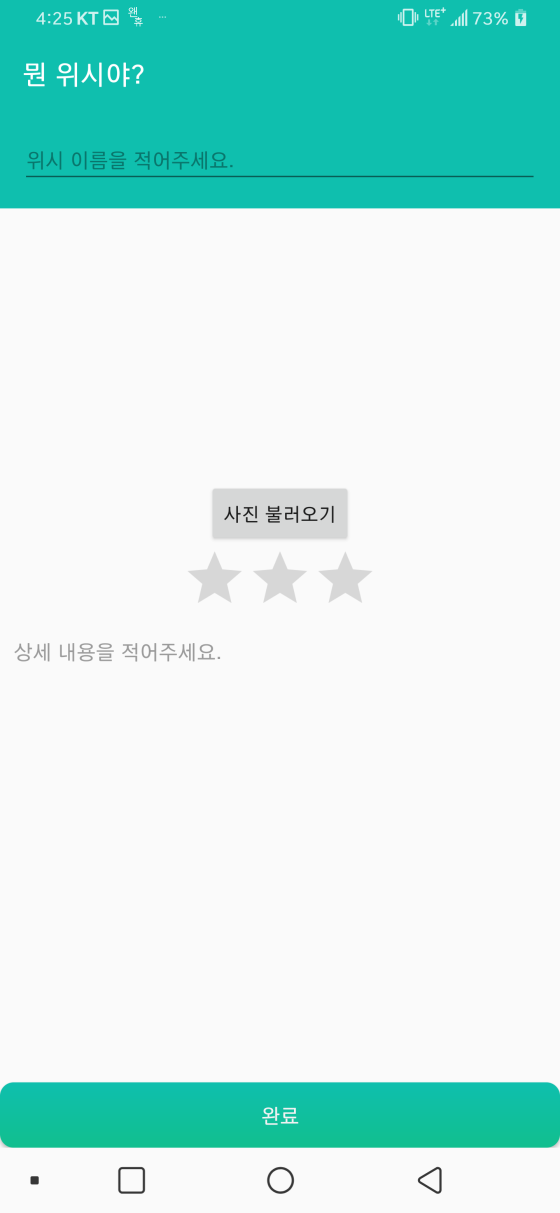 4:25 KT LTE+ 73%
뭔 위시야?
위시 이름을 적어주세요.
사진 불러오기
상세 내용을 적어주세요.
완료